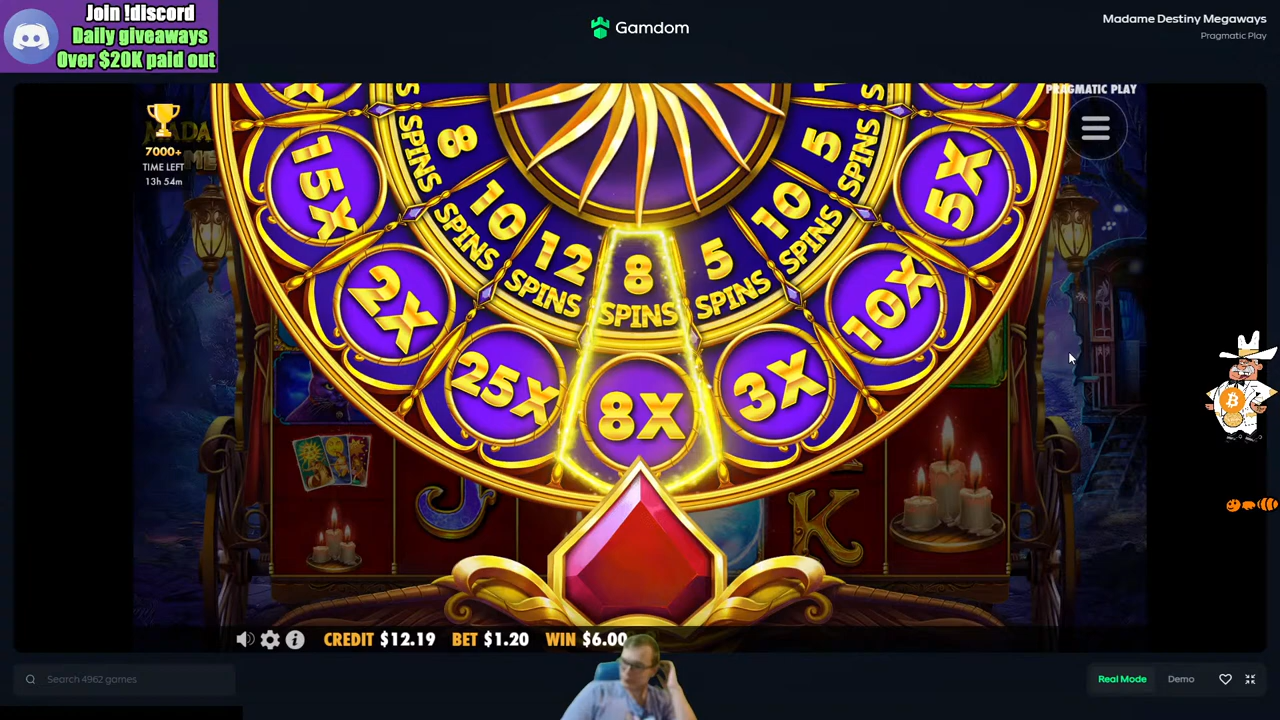 Join !discord
Daily giveaways
Over $20K paid out
Gamdom
Madame Destiny Megaways
Pragmatic Play
PRAGMATIC PLAY
7000+
TIME LEFT
13h 54m
8 SPINS
10 SPINS
12 SPINS
8 SPINS
5 SPINS
10 SPINS
5 SPINS
15X
2X
25X
8X
3X
10X
5X
J
K
CREDIT $12.19 BET $1.20 WIN $6.00
Search 4962 games
Real Mode
Demo